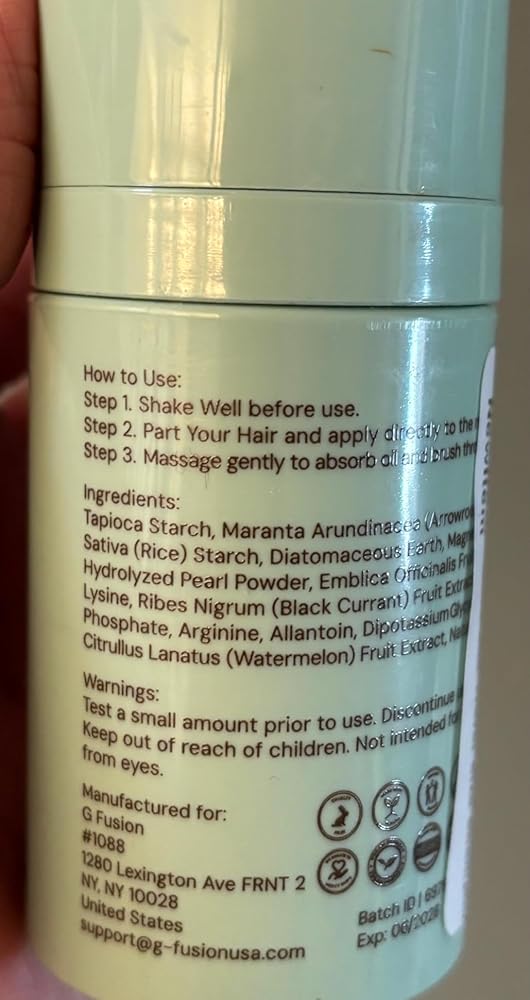 How to Use:
Step 1. Shake Well before use.
Step 2. Part Your Hair and apply directly to the
Step 3. Massage gently to absorb oil and brush
Ingredients:
Tapioca Starch, Maranta Arundinacea
Sativa (Rice) Starch, Diatomaceous Earth,
Hydrolyzed Pearl Powder, Emblica Officinalis
Lysine, Ribes Nigrum (Black Currant) Fruit
Phosphate, Arginine, Allantoin,
Citrullus Lanatus (Watermelon) Fruit Extract,
Warnings:
Test a small amount prior to use. Discontinue
Keep out of reach of children. Not intended
from eyes.
Manufactured for:
G Fusion
#1088
1280 Lexington Ave FRNT 2
NY, NY 10028
United States
support@g-fusionusa.com
Batch ID |
Exp: 06/2028